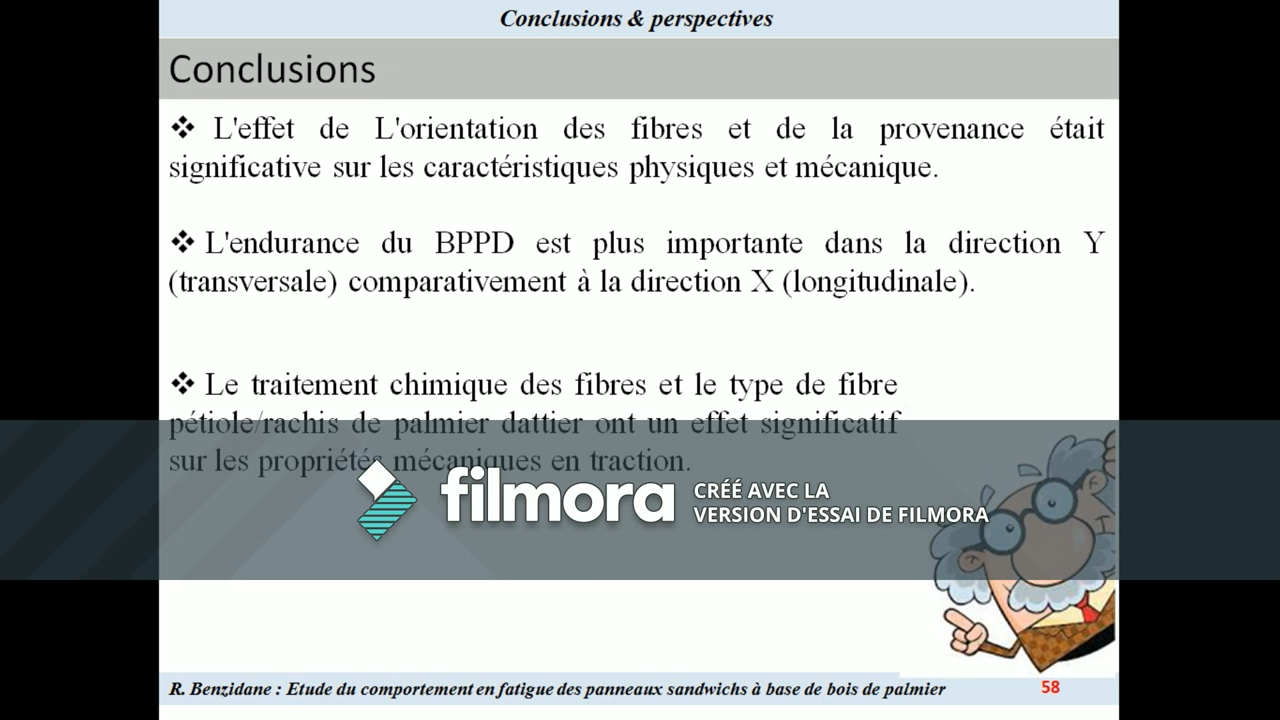 Conclusions & perspectives
Conclusions
❖ L'effet de L'orientation des fibres et de la provenance était
significative sur les caractéristiques physiques et mécanique.
❖ L'endurance du BPPD est plus importante dans la direction Y
(transversale) comparativement à la direction X (longitudinale).
❖ Le traitement chimique des fibres et le type de fibre
pétiole/rachis de palmier dattier ont un effet significatif
sur les propriétés mécaniques en traction.
filmora
CRÉÉ AVEC LA
VERSION D'ESSAI DE FILMORA
R. Benzidane : Etude du comportement en fatigue des panneaux sandwichs à base de bois de palmier
58